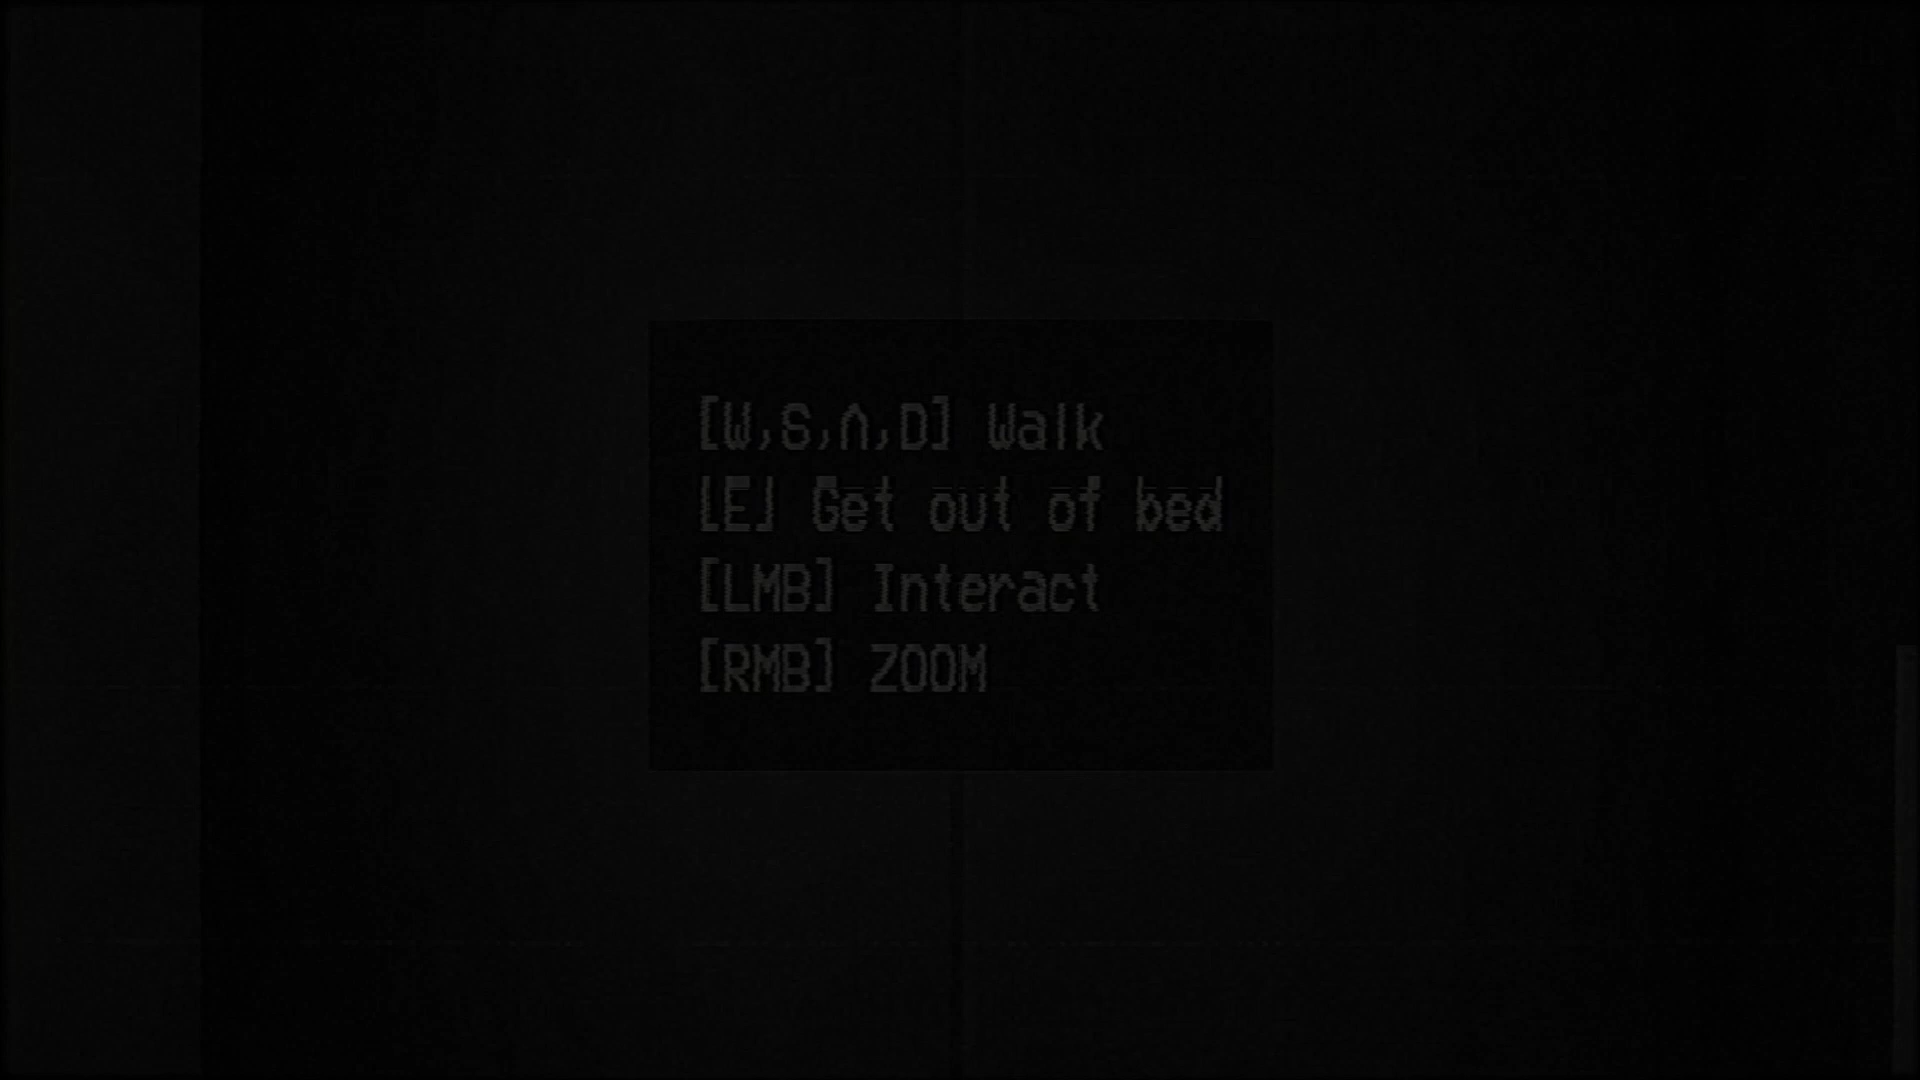 [W,S,A,D] Walk
[E] Get out of bed
[LMB] Interact
[RMB] ZOOM